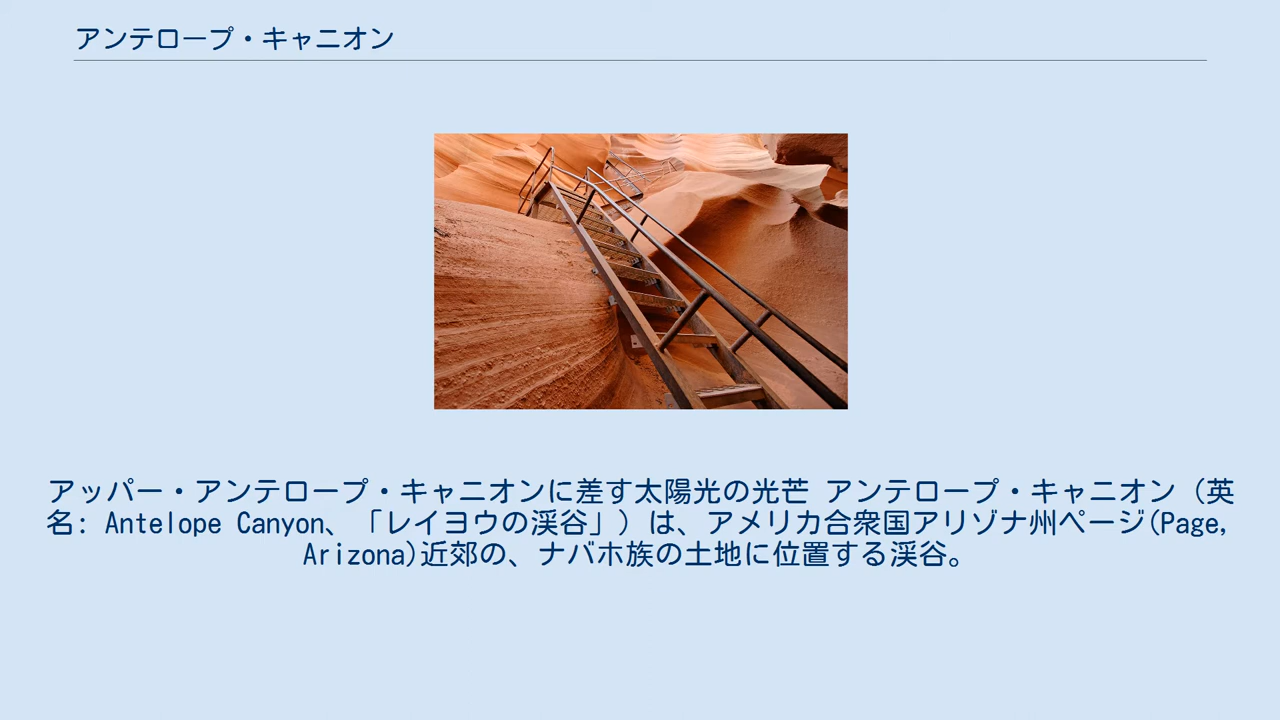 アンテロープ・キャニオン
アッパー・アンテロープ・キャニオンに差す太陽光の光芒 アンテロープ・キャニオン（英
名: Antelope Canyon、「レイヨウの渓谷」）は、アメリカ合衆国アリゾナ州ページ(Page,
Arizona)近郊の、ナバホ族の土地に位置する渓谷。